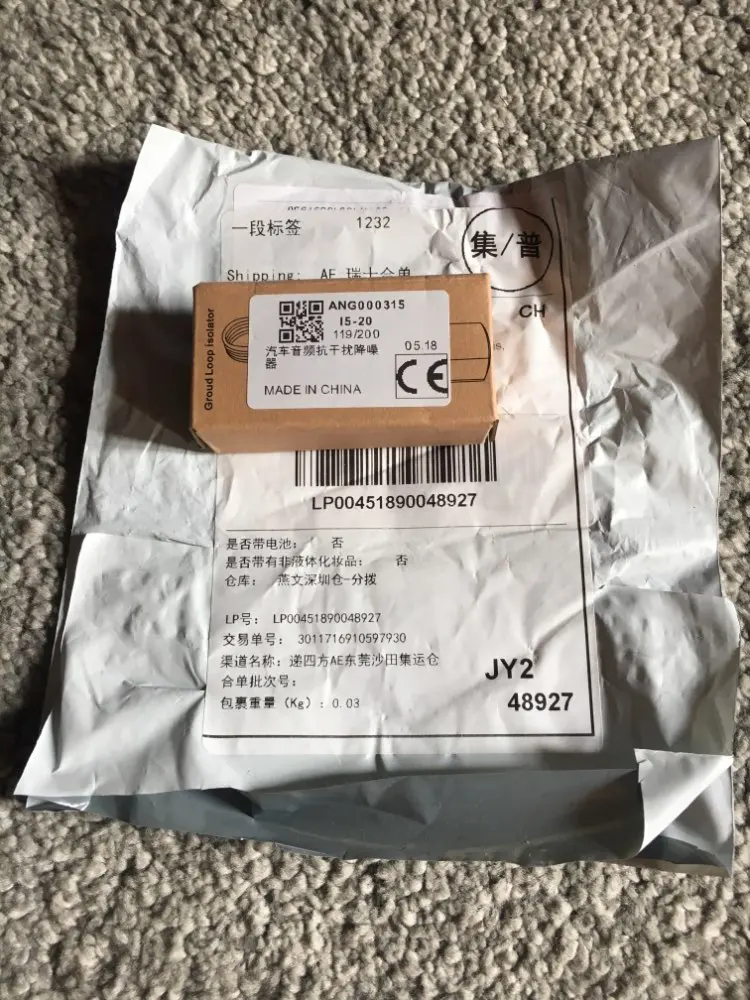 一段标签
1232
集/普
Shipping: AE 瑞士合单
CH
is,
Groud Loop Isolator
ANG000315
I5-20
119/200
汽车音频抗干扰降噪
器
05.18
CE
MADE IN CHINA
LP00451890048927
是否带电池： 否
是否带有非液体化妆品： 否
仓库： 燕文深圳仓-分拨
LP号： LP00451890048927
交易单号： 3011716910597930
渠道名称：递四方AE东莞沙田集运仓
合单批次号：
包裹重量（Kg）：0.03
JY2
48927